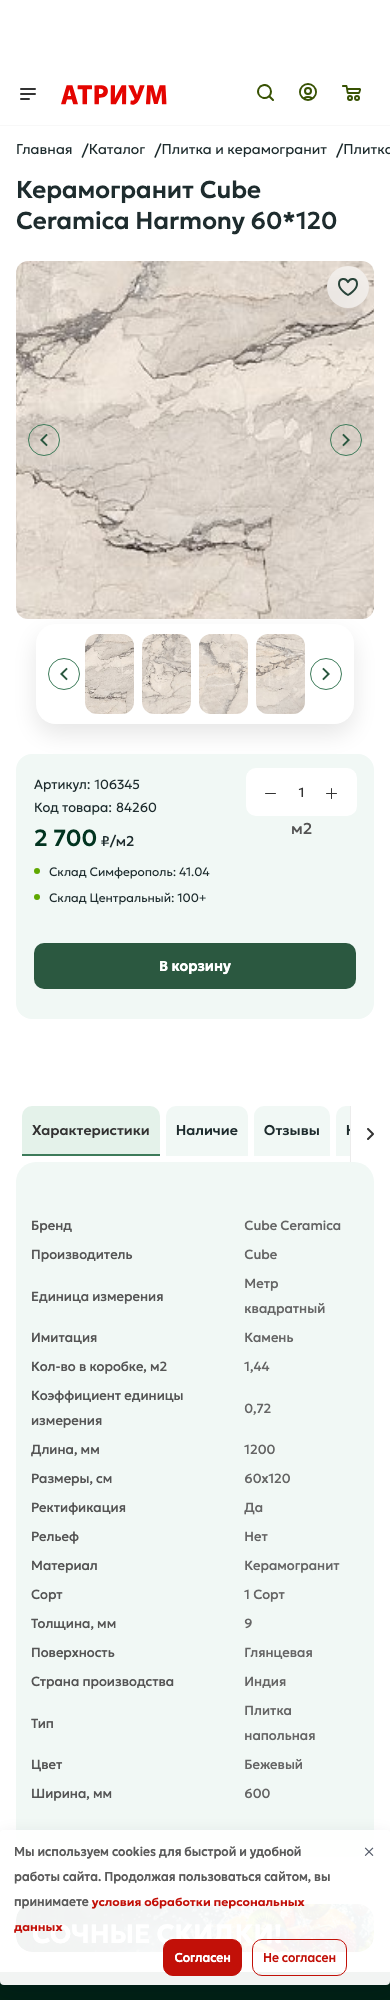 АТРИУМ
Главная /Каталог /Плитка и керамогранит /Плитка
Керамогранит Cube
Ceramica Harmony 60*120
Артикул: 106345
Код товара: 84260
1
м2
2 700 ₽/м2
Склад Симферополь: 41.04
Склад Центральный: 100+
В корзину
Характеристики
Наличие
Отзывы
Бренд Cube Ceramica
Производитель Cube
Единица измерения Метр
квадратный
Имитация Камень
Кол-во в коробке, м2 1,44
Коэффициент единицы
измерения 0,72
Длина, мм 1200
Размеры, см 60x120
Ректификация Да
Рельеф Нет
Материал Керамогранит
Сорт 1 Сорт
Толщина, мм 9
Поверхность Глянцевая
Страна производства Индия
Тип Плитка
напольная
Цвет Бежевый
Ширина, мм 600
Мы используем cookies для быстрой и удобной
работы сайта. Продолжая пользоваться сайтом, вы
принимаете условия обработки персональных
данных
СОЧНЫЕ СКИДКИ!
Согласен
Не согласен